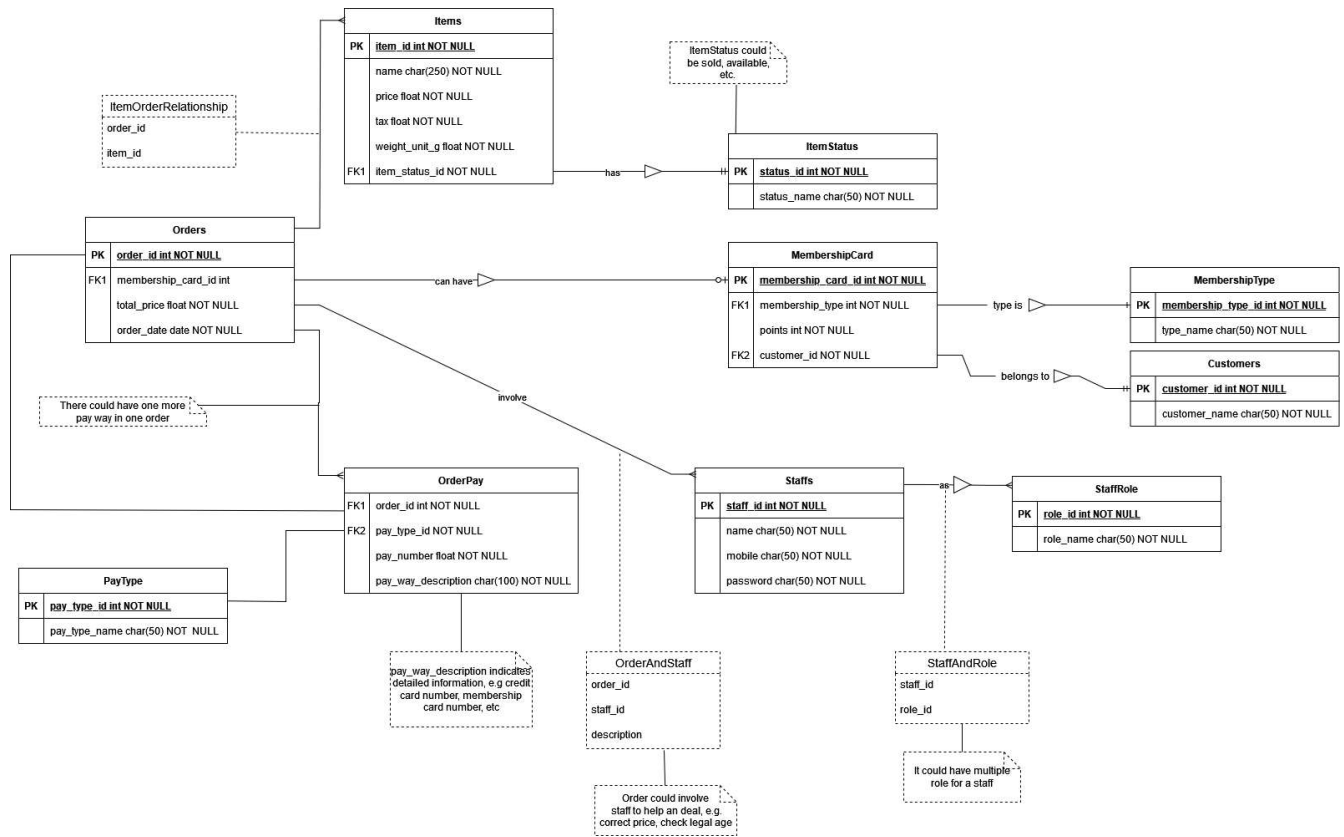 Items
PK item_id int NOT NULL
name char(250) NOT NULL
price float NOT NULL
tax float NOT NULL
weight_unit_g float NOT NULL
FK1 item_status_id NOT NULL
ItemStatus could
be sold, available,
etc.
ItemOrderRelationship
order_id
item_id
has
ItemStatus
PK status_id int NOT NULL
status_name char(50) NOT NULL
Orders
PK order_id int NOT NULL
FK1 membership_card_id int
total_price float NOT NULL
order_date date NOT NULL
can have
MembershipCard
PK membership_card_id int NOT NULL
FK1 membership_type int NOT NULL
points int NOT NULL
FK2 customer_id NOT NULL
type is
MembershipType
PK membership_type_id int NOT NULL
type_name char(50) NOT NULL
belongs to
Customers
PK customer_id int NOT NULL
customer_name char(50) NOT NULL
There could have one more
pay way in one order
involve
OrderPay
FK1 order_id int NOT NULL
FK2 pay_type_id NOT NULL
pay_number float NOT NULL
pay_way_description char(100) NOT NULL
Staffs
PK staff_id int NOT NULL
name char(50) NOT NULL
mobile char(50) NOT NULL
password char(50) NOT NULL
as
StaffRole
PK role_id int NOT NULL
role_name char(50) NOT NULL
PayType
PK pay_type_id int NOT NULL
pay_type_name char(50) NOT NULL
pay_way_description indicates
detailed information, e.g credit
card number, membership
card number, etc
OrderAndStaff
order_id
staff_id
description
StaffAndRole
staff_id
role_id
It could have multiple
role for a staff
Order could involve
staff to help an deal, e.g.
correct price, check legal age